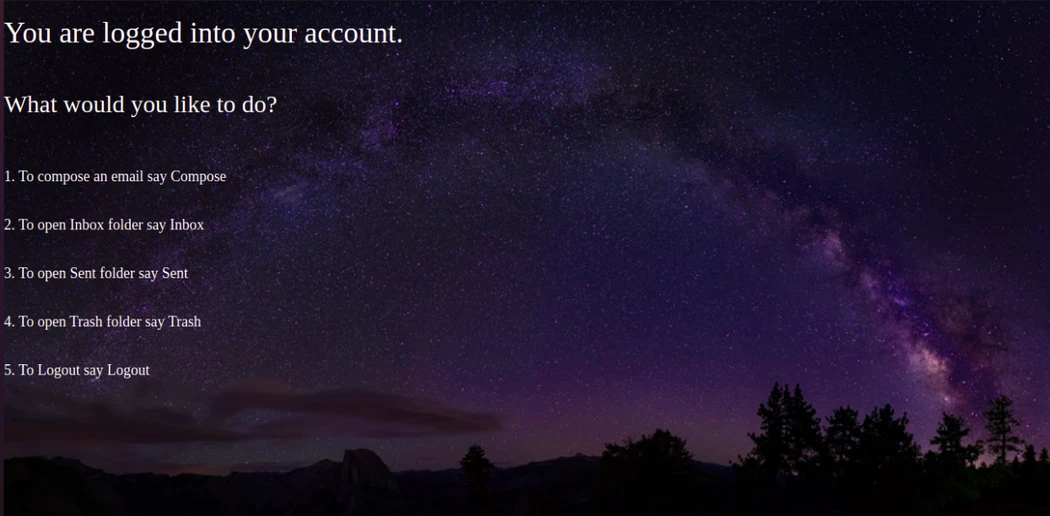 You are logged into your account.
What would you like to do?
1. To compose an email say Compose
2. To open Inbox folder say Inbox
3. To open Sent folder say Sent
4. To open Trash folder say Trash
5. To Logout say Logout